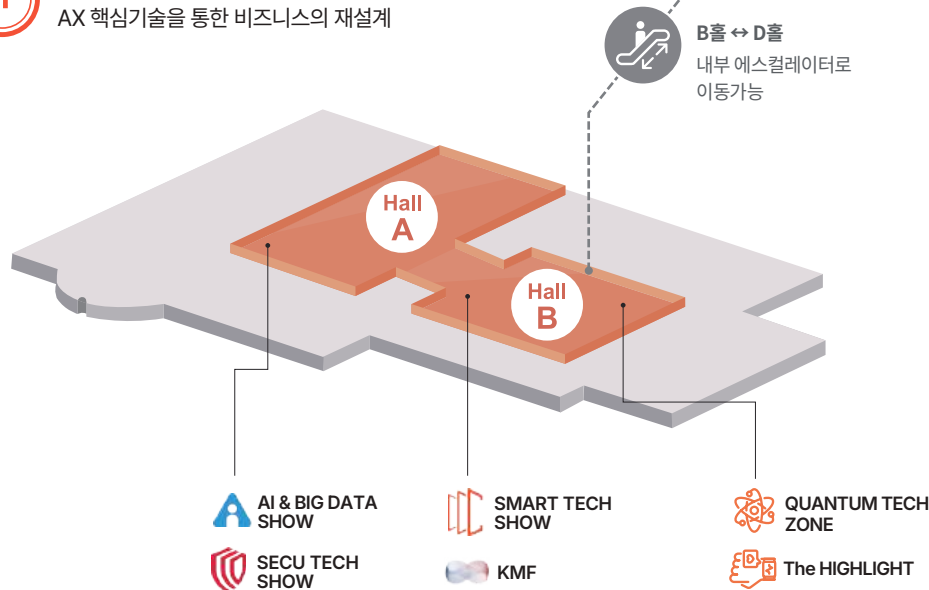 AX 핵심기술을 통한 비즈니스의 재설계
B홀 ↔ D홀
내부 에스컬레이터로
이동가능
Hall
A
Hall
B
AI & BIG DATA
SHOW
SECU TECH
SHOW
SMART TECH
SHOW
KMF
QUANTUM TECH
ZONE
The HIGHLIGHT